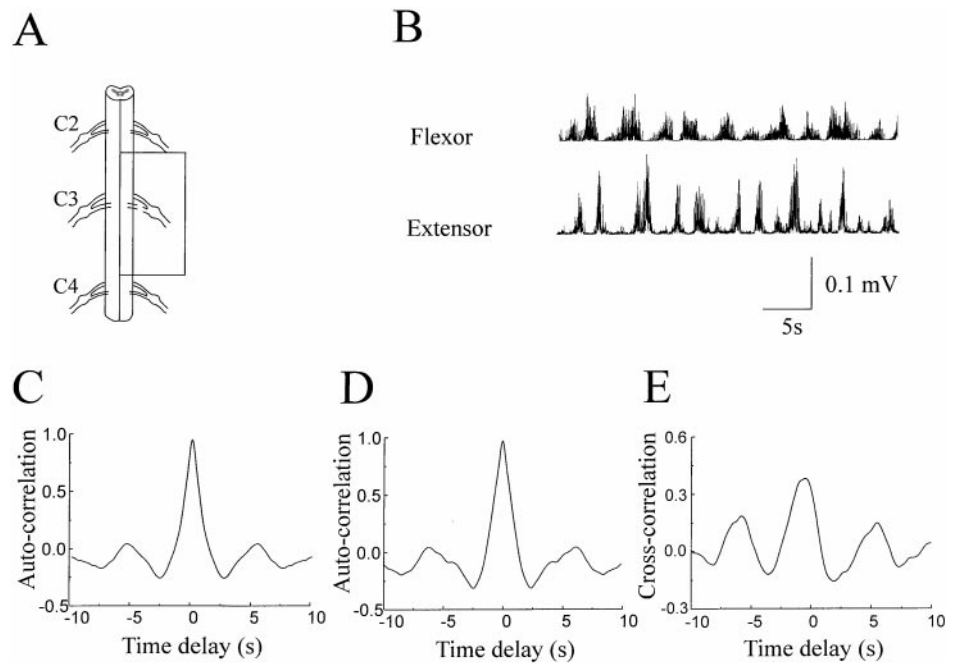 A
C2
C3
C4
B
Flexor
Extensor
0.1 mV
5s
C
Auto-correlation
1.0
0.5
0.0
-0.5
-10 -5 0 5 10
Time delay (s)
D
Auto-correlation
1.0
0.5
0.0
-0.5
-10 -5 0 5 10
Time delay (s)
E
Cross-correlation
0.6
0.3
0.0
-0.3
-10 -5 0 5 10
Time delay (s)